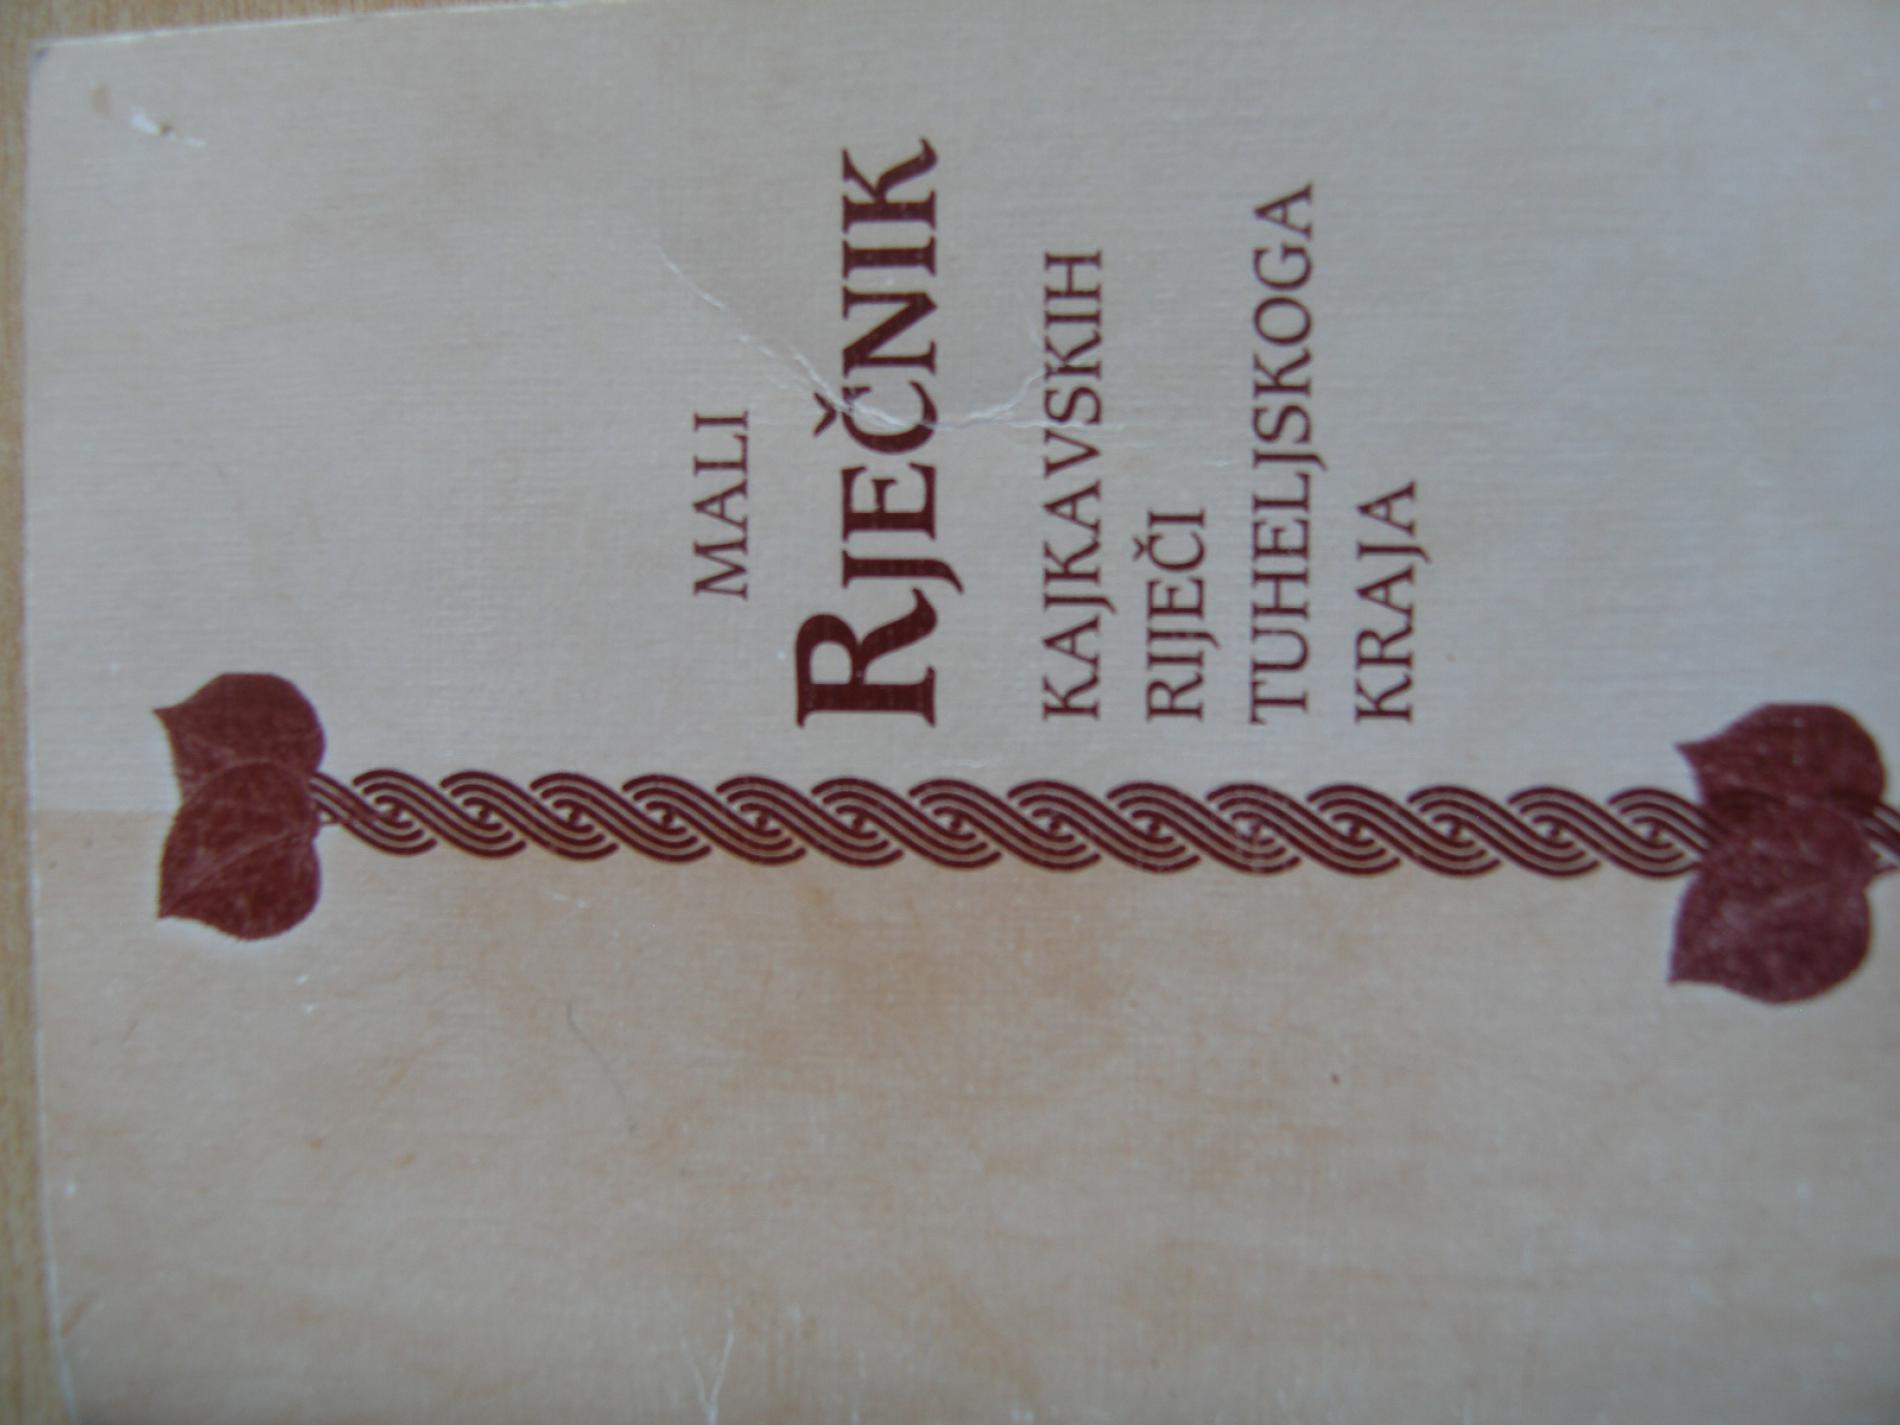 MALI
RJEČNIK
KAJKAVSKIH
RIJEČI
TUHELJSKOGA
KRAJA